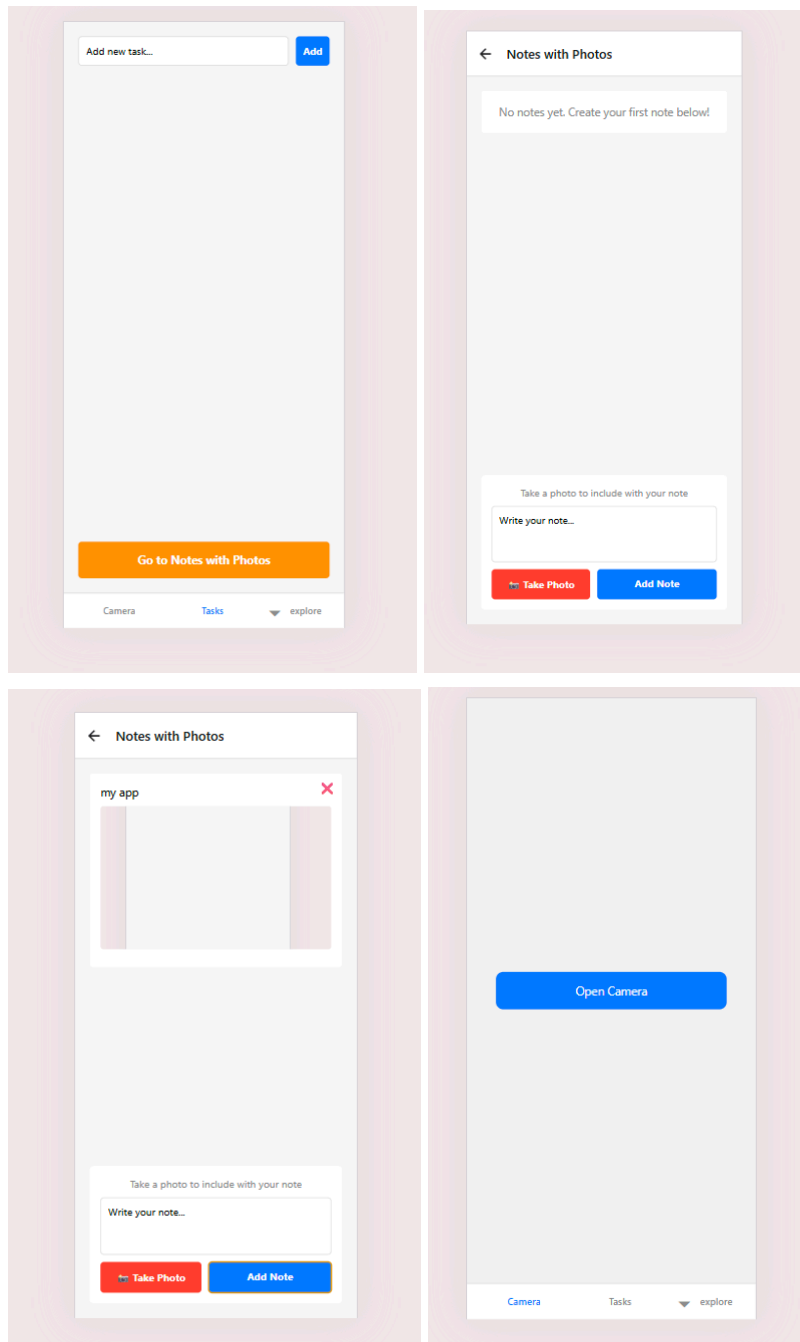 Add new task...
Add
Go to Notes with Photos
Camera
Tasks
explore
Notes with Photos
No notes yet. Create your first note below!
Take a photo to include with your note
Write your note...
📷 Take Photo
Add Note
Notes with Photos
my app
Take a photo to include with your note
Write your note...
📷 Take Photo
Add Note
Open Camera
Camera
Tasks
explore